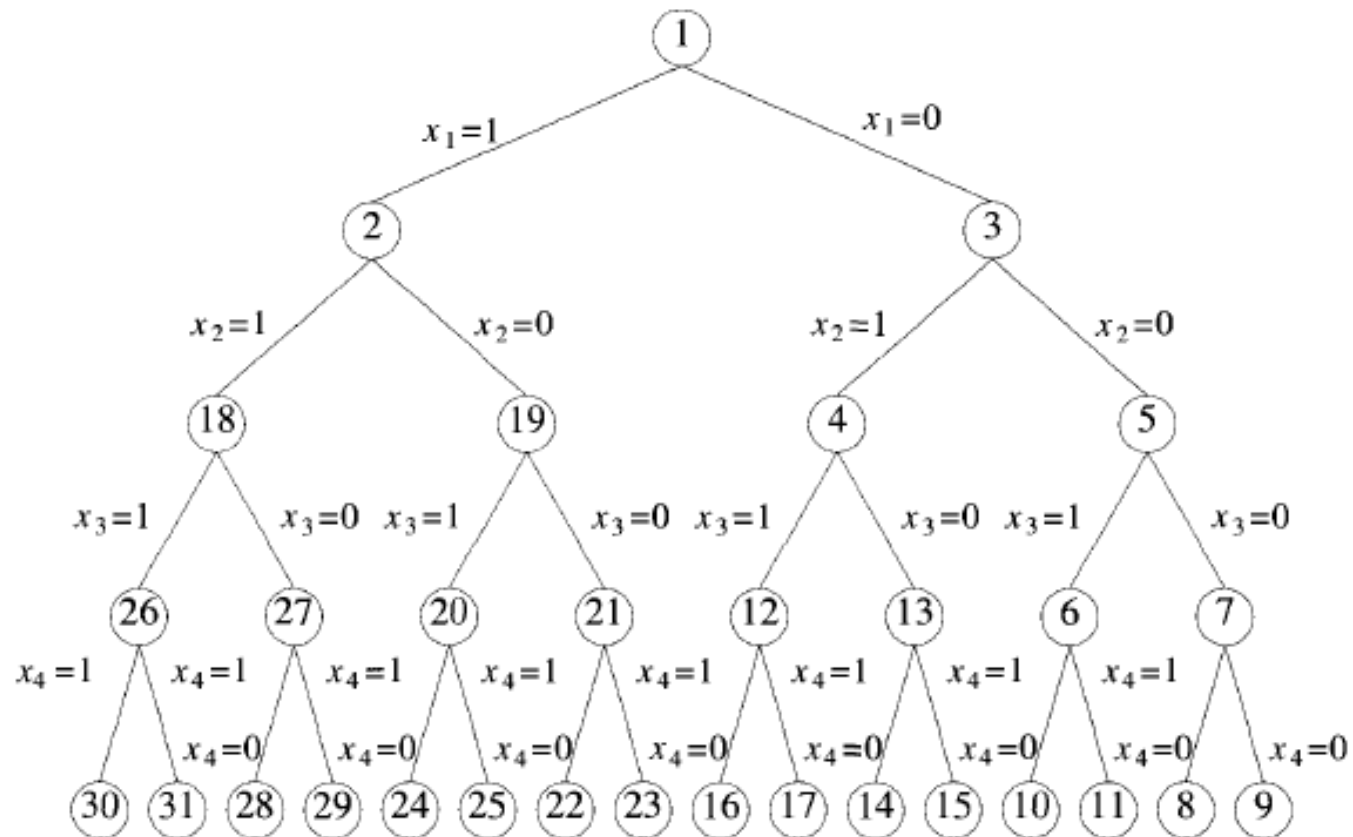 1
x₁=1 x₁=0
2 3
x₂=1 x₂=0 x₂=1 x₂=0
18 19 4 5
x₃=1 x₃=0 x₃=1 x₃=0 x₃=1 x₃=0 x₃=1 x₃=0
26 27 20 21 12 13 6 7
x₄=1 x₄=1 x₄=1 x₄=1 x₄=1 x₄=1 x₄=1 x₄=1
x₄=0 x₄=0 x₄=0 x₄=0 x₄=0 x₄=0 x₄=0 x₄=0
30 31 28 29 24 25 22 23 16 17 14 15 10 11 8 9